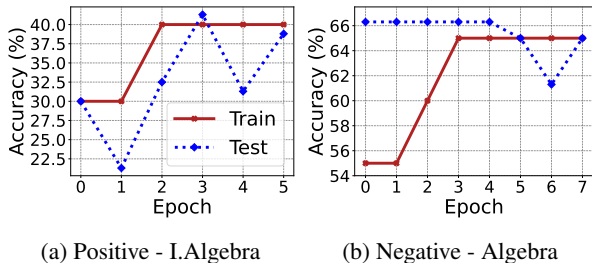 Accuracy (%)
40.0
37.5
35.0
32.5
30.0
27.5
25.0
22.5
0 1 2 3 4 5
Epoch
Train
Test
(a) Positive - I.Algebra
Accuracy (%)
66
64
62
60
58
56
54
0 1 2 3 4 5 6 7
Epoch
(b) Negative - Algebra